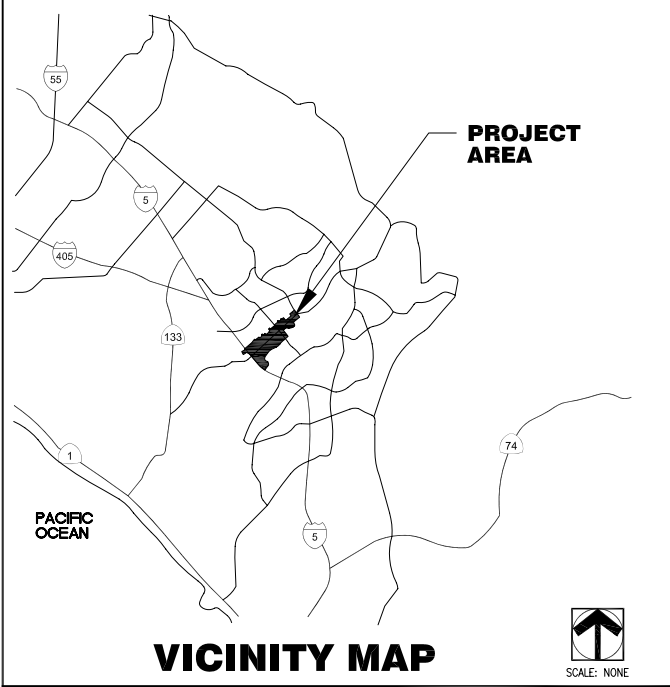 55
PROJECT
AREA
5
405
133
1
74
PACIFIC
OCEAN
5
VICINITY MAP
SCALE: NONE